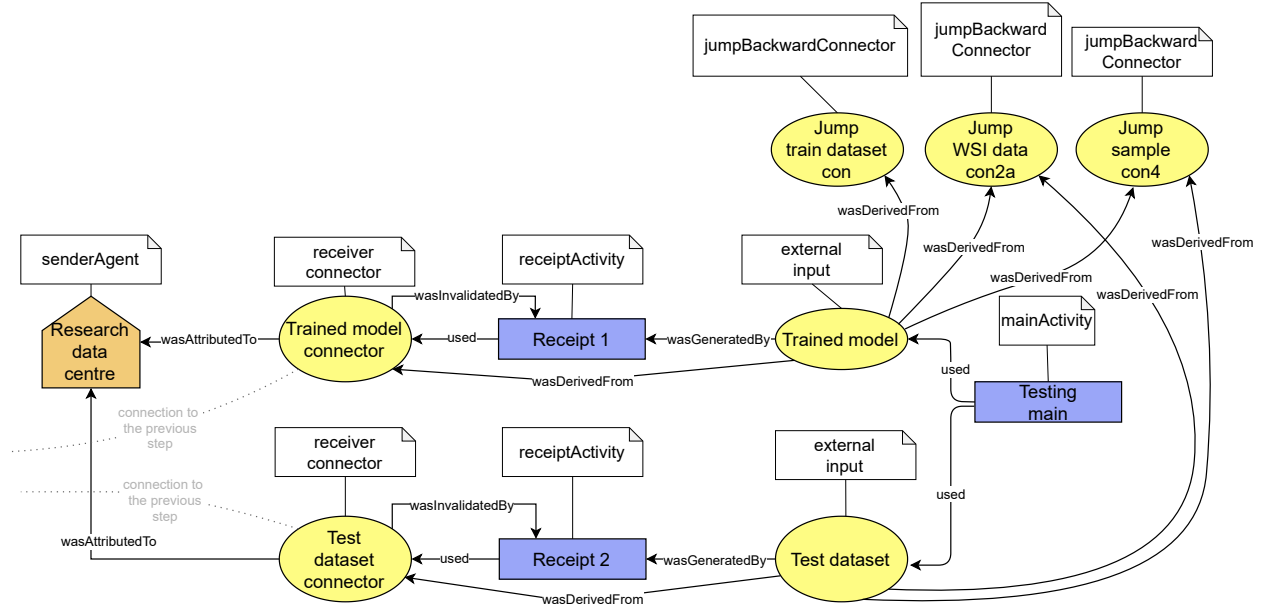 jumpBackwardConnector
jumpBackward
Connector
jumpBackward
Connector
Jump
train dataset
con
Jump
WSI data
con2a
Jump
sample
con4
wasDerivedFrom
wasDerivedFrom
wasDerivedFrom
wasDerivedFrom
wasDerivedFrom
senderAgent
receiver
connector
receiptActivity
external
input
mainActivity
Research
data
centre
wasAttributedTo
Trained model
connector
wasInvalidatedBy
used
Receipt 1
wasGeneratedBy
Trained model
wasDerivedFrom
used
Testing
main
connection to
the previous
step
receiver
connector
receiptActivity
external
input
connection to
the previous
step
wasAttributedTo
Test
dataset
connector
wasInvalidatedBy
used
Receipt 2
wasGeneratedBy
Test dataset
used
wasDerivedFrom